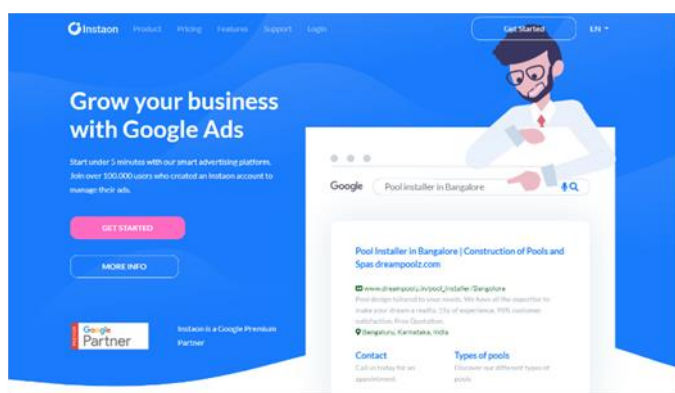 Instaon Product Pricing Features Support Login Get Started EN
Grow your business
with Google Ads
Start under 5 minutes with our smart advertising platform.
Join over 100.000 users who created an Instaon account to
manage their ads.
GET STARTED
MORE INFO
PREMIER
Google
Partner
Instaon is a Google Premium
Partner
Google Pool installer in Bangalore
Pool Installer in Bangalore | Construction of Pools and
Spas dreampoolz.com
www.dreampoolz.in/pool_installer/Bangalore
Pool design tailored to your needs. We have all the expertise to
make your dream a reality. 15y of experience. 98% customer
satisfaction. Free Quotation.
Bengaluru, Karnataka, India
Contact Types of pools
Call us today for an
appointment.
Discover our different types of
pools